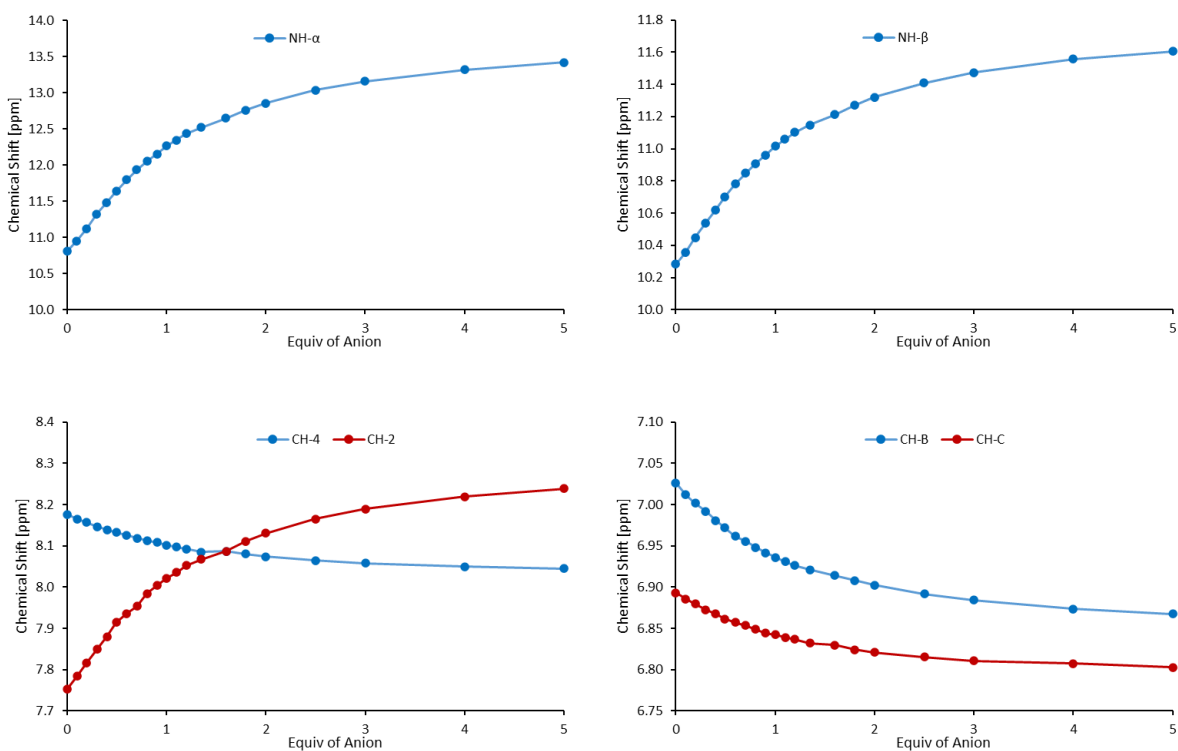 NH-α
Chemical Shift [ppm]
14.0
13.5
13.0
12.5
12.0
11.5
11.0
10.5
10.0
0 1 2 3 4 5
Equiv of Anion
NH-β
Chemical Shift [ppm]
11.8
11.6
11.4
11.2
11.0
10.8
10.6
10.4
10.2
10.0
0 1 2 3 4 5
Equiv of Anion
CH-4 CH-2
Chemical Shift [ppm]
8.4
8.3
8.2
8.1
8.0
7.9
7.8
7.7
0 1 2 3 4 5
Equiv of Anion
CH-B CH-C
Chemical Shift [ppm]
7.10
7.05
7.00
6.95
6.90
6.85
6.80
6.75
0 1 2 3 4 5
Equiv of Anion